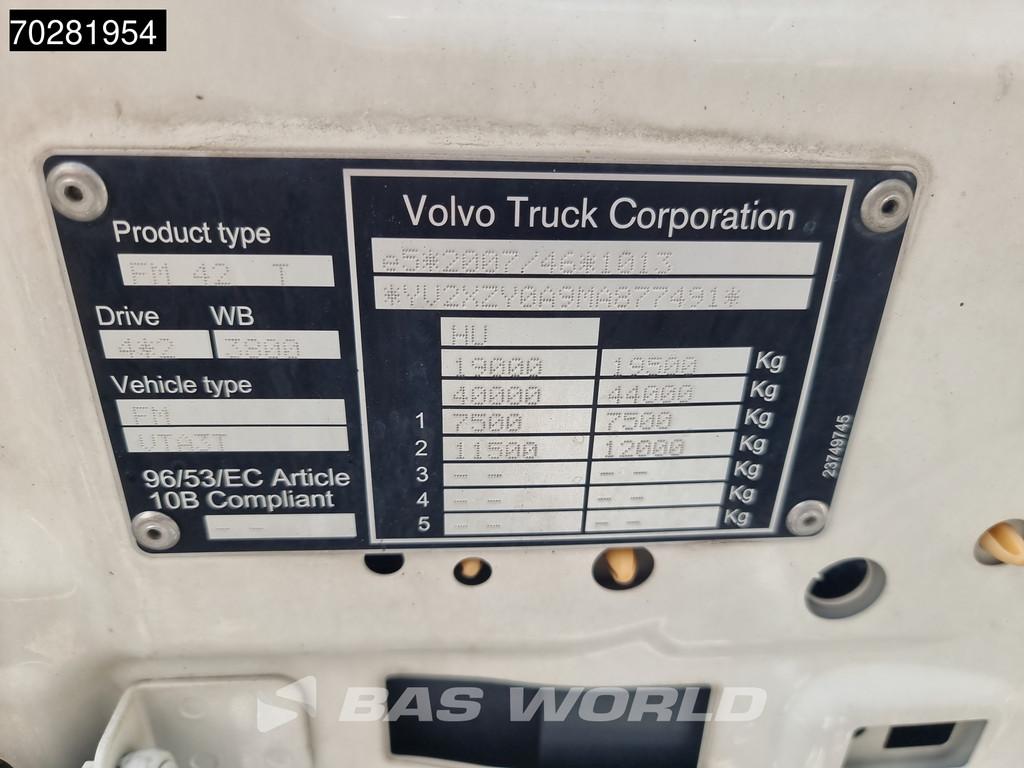 70281954
Volvo Truck Corporation
Product type
FM 42 T
e5*2007/46*1013
*YV2XZY0A9MA877491*
Drive WB
4*2 3800
WU
19000 19500 Kg
Vehicle type
40000 44000 Kg
FM
1 7500 7500 Kg
VTA3T
2 11500 12000 Kg
96/53/EC Article
10B Compliant
-- --
3 -- -- Kg
4 -- -- Kg
5 -- -- Kg
23749745
BAS WORLD